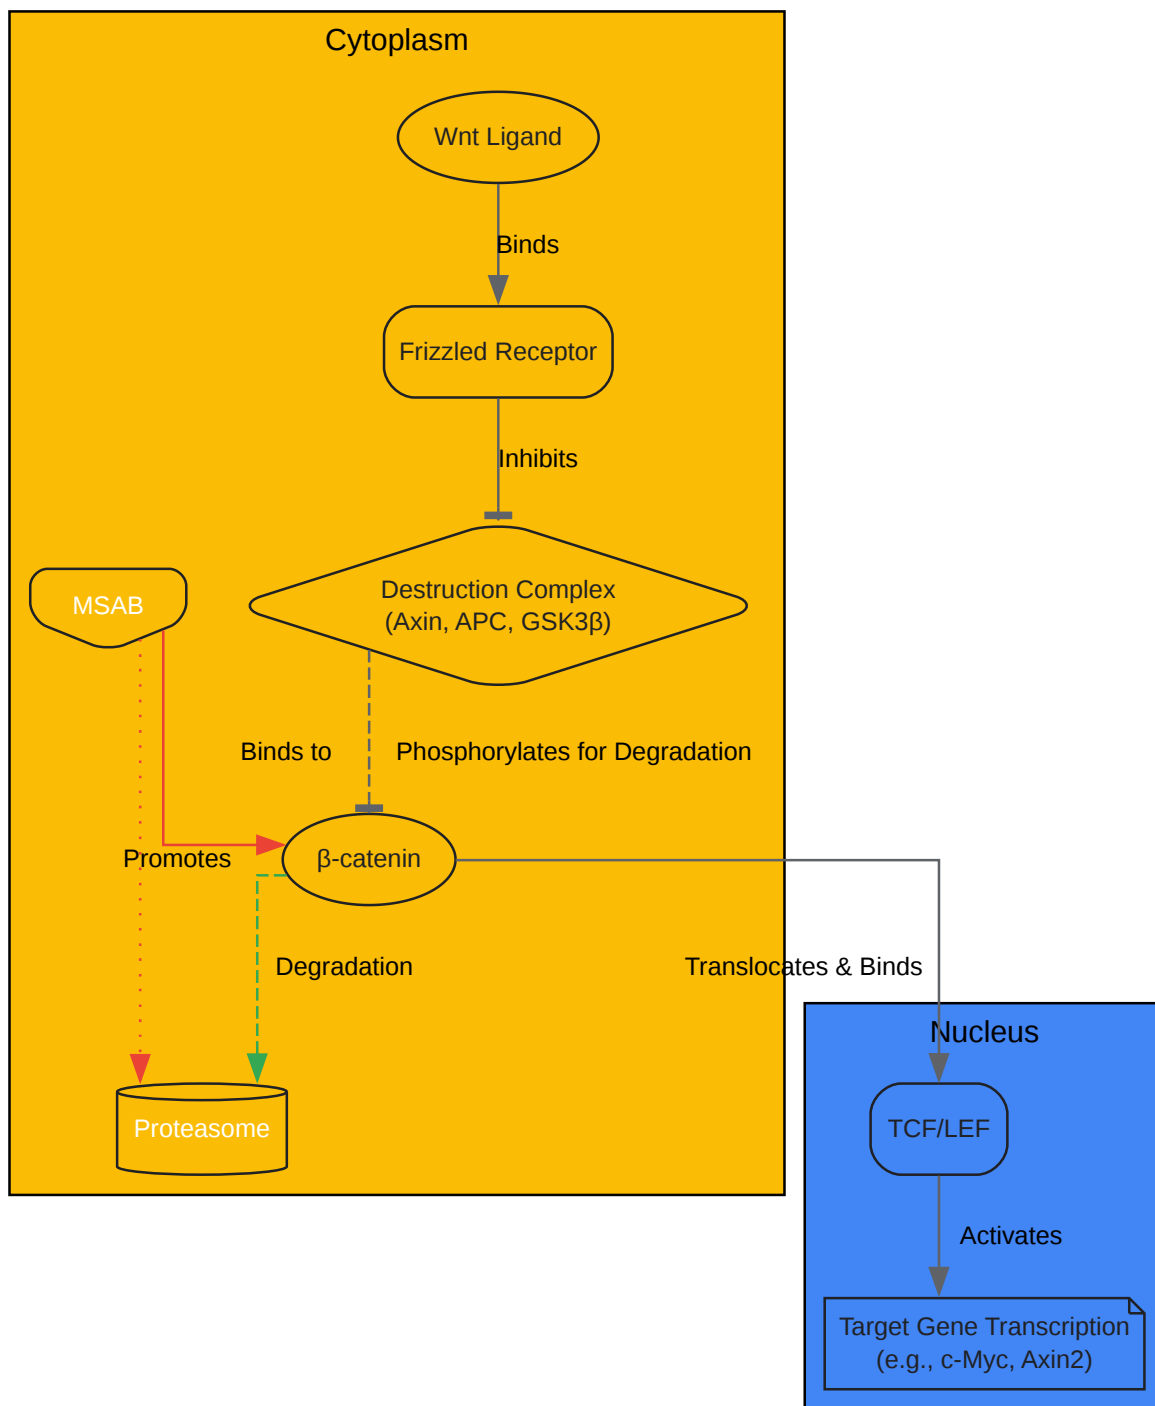 Cytoplasm
Wnt Ligand
Binds
Frizzled Receptor
Inhibits
Destruction Complex
(Axin, APC, GSK3β)
MSAB
Binds to
Phosphorylates for Degradation
Promotes
β-catenin
Degradation
Translocates & Binds
Nucleus
Proteasome
TCF/LEF
Activates
Target Gene Transcription
(e.g., c-Myc, Axin2)